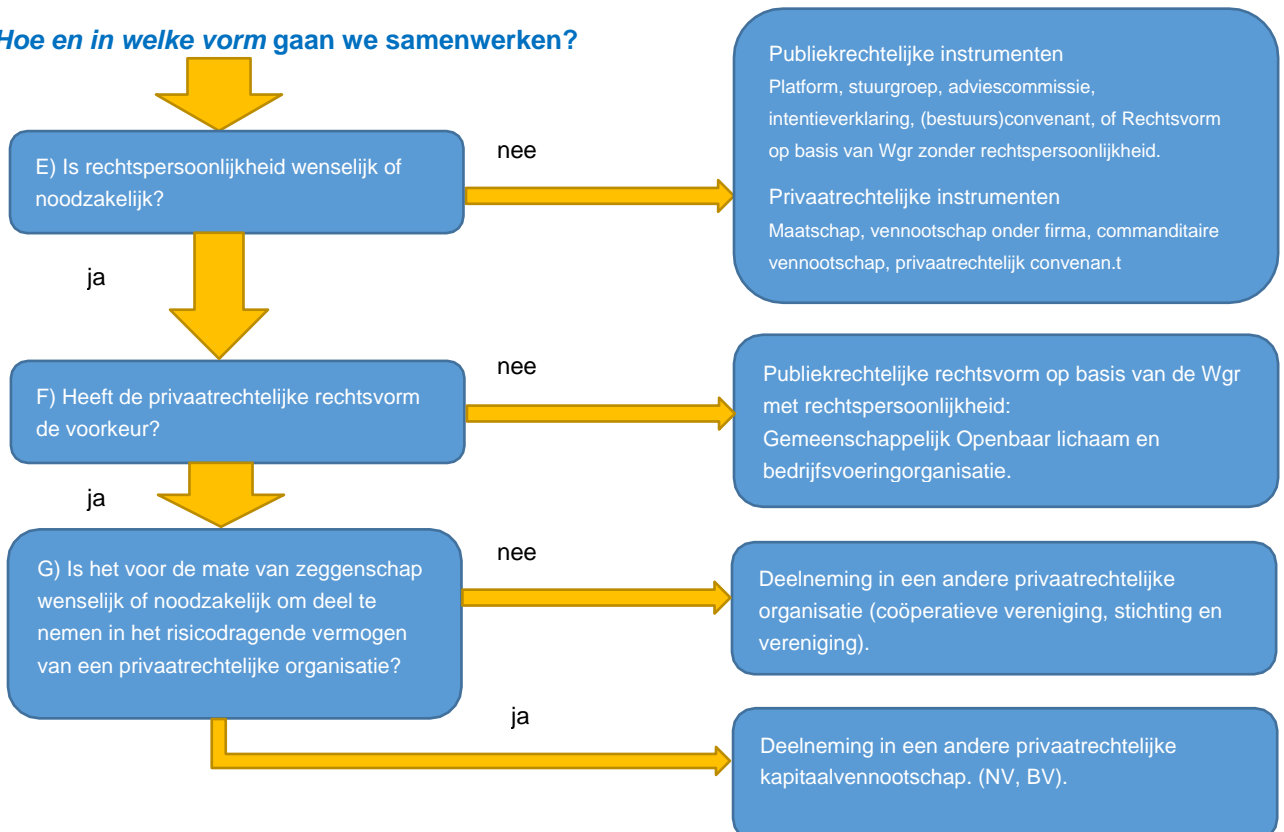 Hoe en in welke vorm gaan we samenwerken?
Publiekrechtelijke instrumenten
Platform, stuurgroep, adviescommissie,
intentieverklaring, (bestuurs)convenant, of Rechtsvorm
op basis van Wgr zonder rechtspersoonlijkheid.
Privaatrechtelijke instrumenten
Maatschap, vennootschap onder firma, commanditaire
vennootschap, privaatrechtelijk convenan.t
E) Is rechtspersoonlijkheid wenselijk of
noodzakelijk?
nee
ja
F) Heeft de privaatrechtelijke rechtsvorm
de voorkeur?
nee
Publiekrechtelijke rechtsvorm op basis van de Wgr
met rechtspersoonlijkheid:
Gemeenschappelijk Openbaar lichaam en
bedrijfsvoeringorganisatie.
ja
G) Is het voor de mate van zeggenschap
wenselijk of noodzakelijk om deel te
nemen in het risicodragende vermogen
van een privaatrechtelijke organisatie?
nee
Deelneming in een andere privaatrechtelijke
organisatie (coöperatieve vereniging, stichting en
vereniging).
ja
Deelneming in een andere privaatrechtelijke
kapitaalvennootschap. (NV, BV).